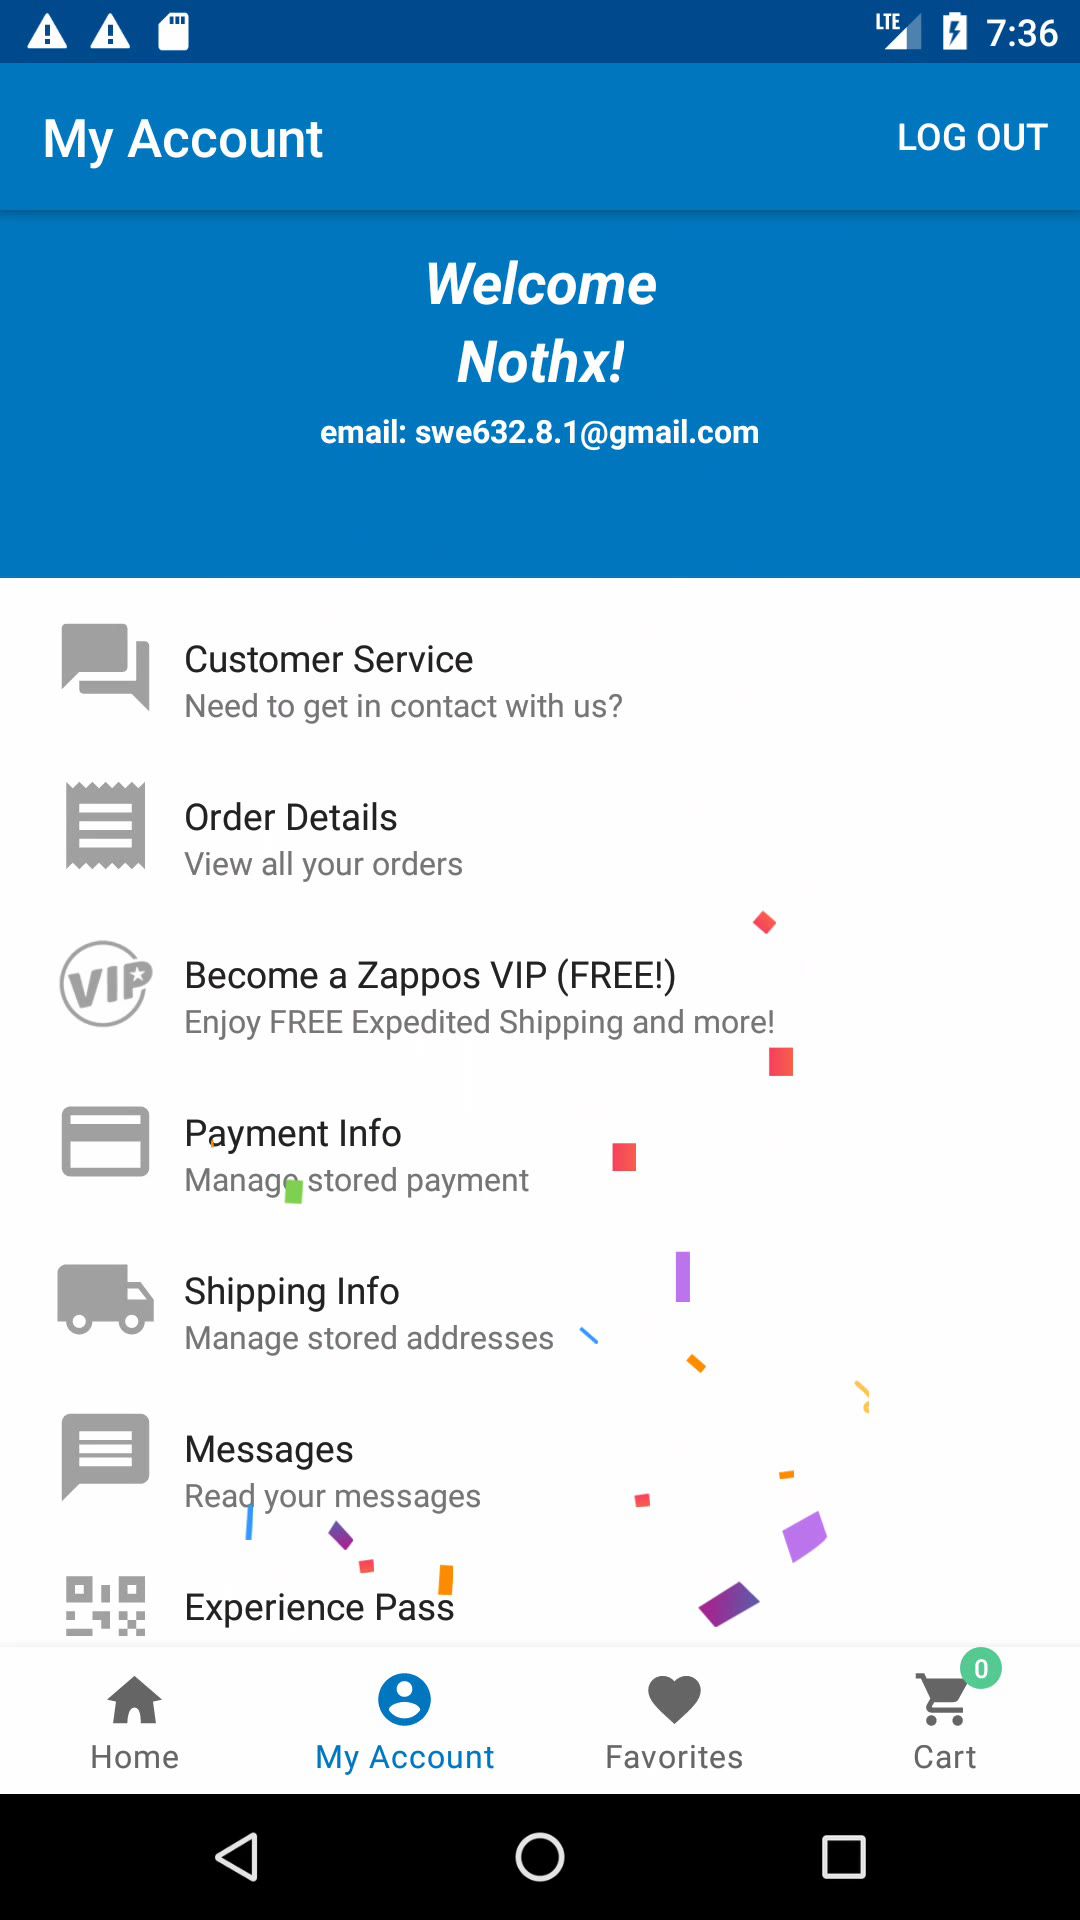 LTE 7:36
My Account LOG OUT
Welcome
Nothx!
email: swe632.8.1@gmail.com
Customer Service
Need to get in contact with us?
Order Details
View all your orders
VIP
Become a Zappos VIP (FREE!)
Enjoy FREE Expedited Shipping and more!
Payment Info
Manage stored payment
Shipping Info
Manage stored addresses
Messages
Read your messages
Experience Pass
0
Home My Account Favorites Cart